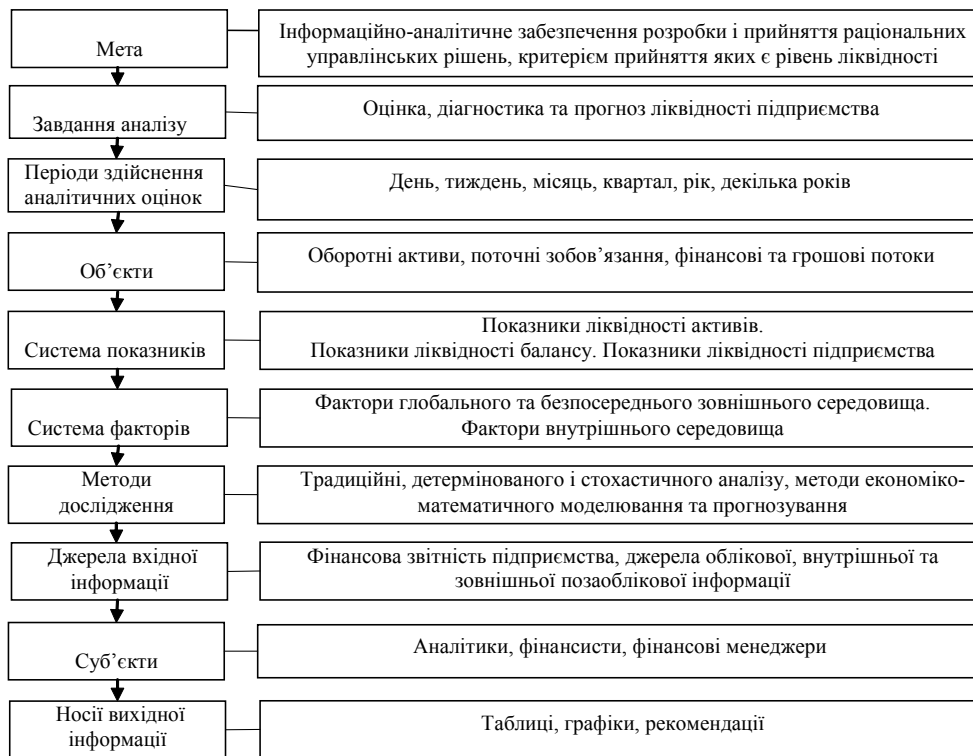 Мета
Інформаційно-аналітичне забезпечення розробки і прийняття раціональних
управлінських рішень, критерієм прийняття яких є рівень ліквідності
Завдання аналізу
Оцінка, діагностика та прогноз ліквідності підприємства
Періоди здійснення
аналітичних оцінок
День, тиждень, місяць, квартал, рік, декілька років
Об’єкти
Оборотні активи, поточні зобов’язання, фінансові та грошові потоки
Система показників
Показники ліквідності активів.
Показники ліквідності балансу. Показники ліквідності підприємства
Система факторів
Фактори глобального та безпосереднього зовнішнього середовища.
Фактори внутрішнього середовища
Методи
дослідження
Традиційні, детермінованого і стохастичного аналізу, методи економіко-
математичного моделювання та прогнозування
Джерела вхідної
інформації
Фінансова звітність підприємства, джерела облікової, внутрішньої та
зовнішньої позаоблікової інформації
Суб’єкти
Аналітики, фінансисти, фінансові менеджери
Носії вихідної
інформації
Таблиці, графіки, рекомендації